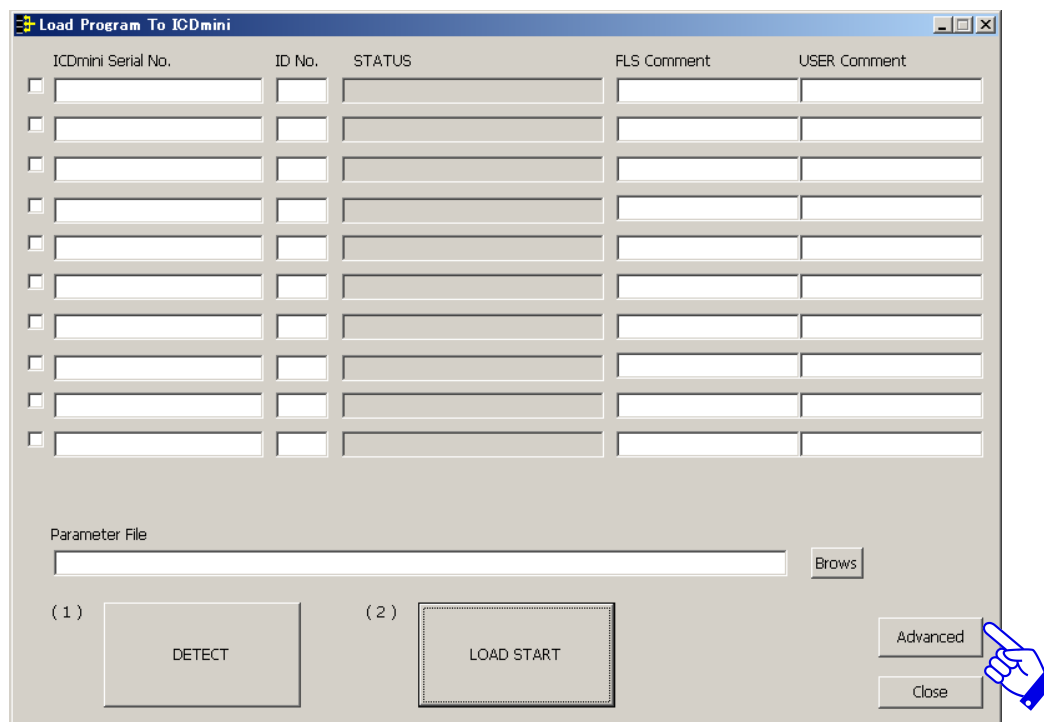 Load Program To ICDmini
ICDmini Serial No. ID No. STATUS FLS Comment USER Comment
Parameter File
Brows
(1) DETECT (2) LOAD START
Advanced
Close